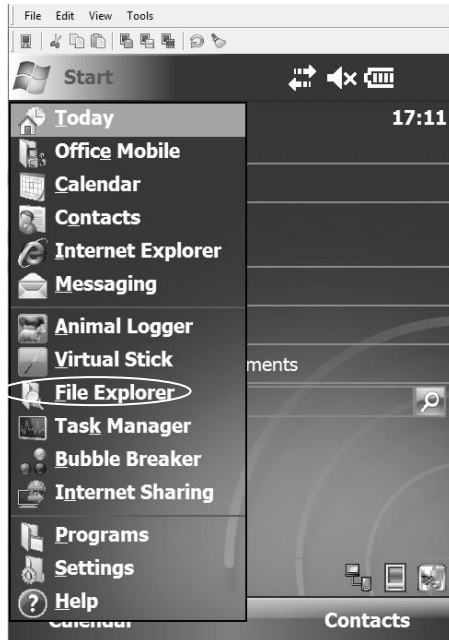 File Edit View Tools
Start
Today 17:11
Office Mobile
Calendar
Contacts
Internet Explorer
Messaging
Animal Logger
Virtual Stick
ments
File Explorer
Task Manager
Bubble Breaker
Internet Sharing
Programs
Settings
Help
Calendar Contacts